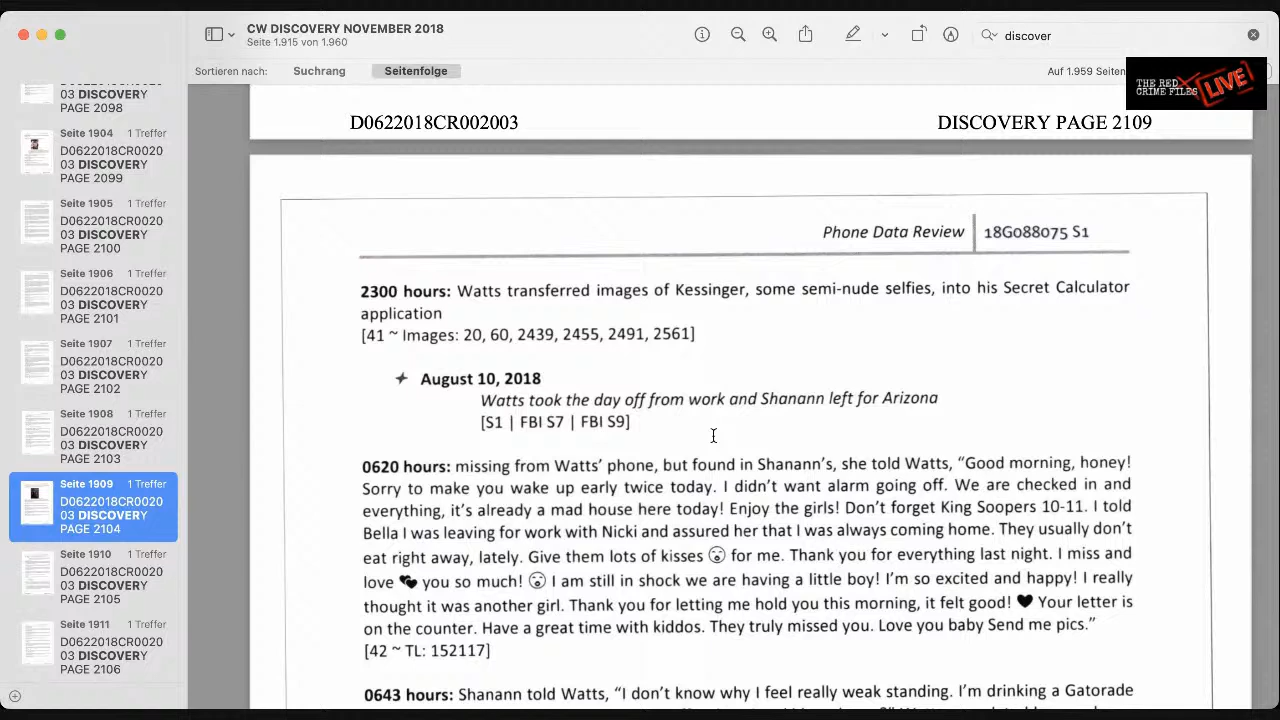 CW DISCOVERY NOVEMBER 2018
Seite 1.915 von 1.960
discover
Sortieren nach:
Suchrang
Seitenfolge
Auf 1.959 Seiten
THE RED
CRIME FILES
LIVE
03 DISCOVERY
PAGE 2098
Seite 1904 1 Treffer
D0622018CR0020
03 DISCOVERY
PAGE 2099
Seite 1905 1 Treffer
D0622018CR0020
03 DISCOVERY
PAGE 2100
Seite 1906 1 Treffer
D0622018CR0020
03 DISCOVERY
PAGE 2101
Seite 1907 1 Treffer
D0622018CR0020
03 DISCOVERY
PAGE 2102
Seite 1908 1 Treffer
D0622018CR0020
03 DISCOVERY
PAGE 2103
Seite 1909 1 Treffer
D0622018CR0020
03 DISCOVERY
PAGE 2104
Seite 1910 1 Treffer
D0622018CR0020
03 DISCOVERY
PAGE 2105
Seite 1911 1 Treffer
D0622018CR0020
03 DISCOVERY
PAGE 2106
D0622018CR002003 DISCOVERY PAGE 2109
Phone Data Review 18G088075 S1
2300 hours: Watts transferred images of Kessinger, some semi-nude selfies, into his Secret Calculator
application
[41 ~ Images: 20, 60, 2439, 2455, 2491, 2561]
August 10, 2018
Watts took the day off from work and Shanann left for Arizona
[S1 | FBI S7 | FBI S9]
0620 hours: missing from Watts' phone, but found in Shanann's, she told Watts, "Good morning, honey!
Sorry to make you wake up early twice today. I didn't want alarm going off. We are checked in and
everything, it's already a mad house here today! Enjoy the girls! Don't forget King Soopers 10-11. I told
Bella I was leaving for work with Nicki and assured her that I was always coming home. They usually don't
eat right away, lately. Give them lots of kisses 😮 for me. Thank you for everything last night. I miss and
love 💕 you so much! 😮 I am still in shock we are having a little boy! I'm so excited and happy! I really
thought it was another girl. Thank you for letting me hold you this morning, it felt good! ♥ Your letter is
on the counter. Have a great time with kiddos. They truly missed you. Love you baby Send me pics."
[42 ~ TL: 152117]
0643 hours: Shanann told Watts, "I don't know why I feel really weak standing. I'm drinking a Gatorade